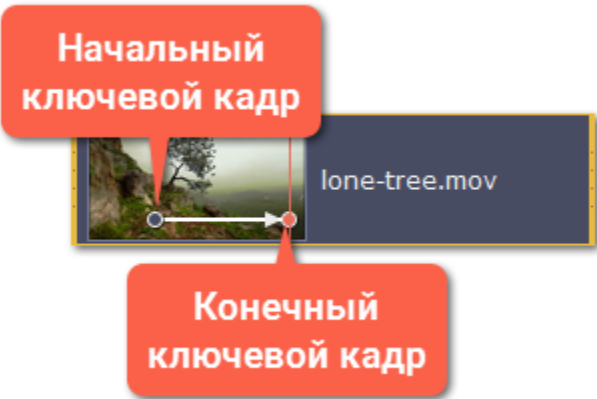 Начальный
ключевой кадр
lone-tree.mov
Конечный
ключевой кадр